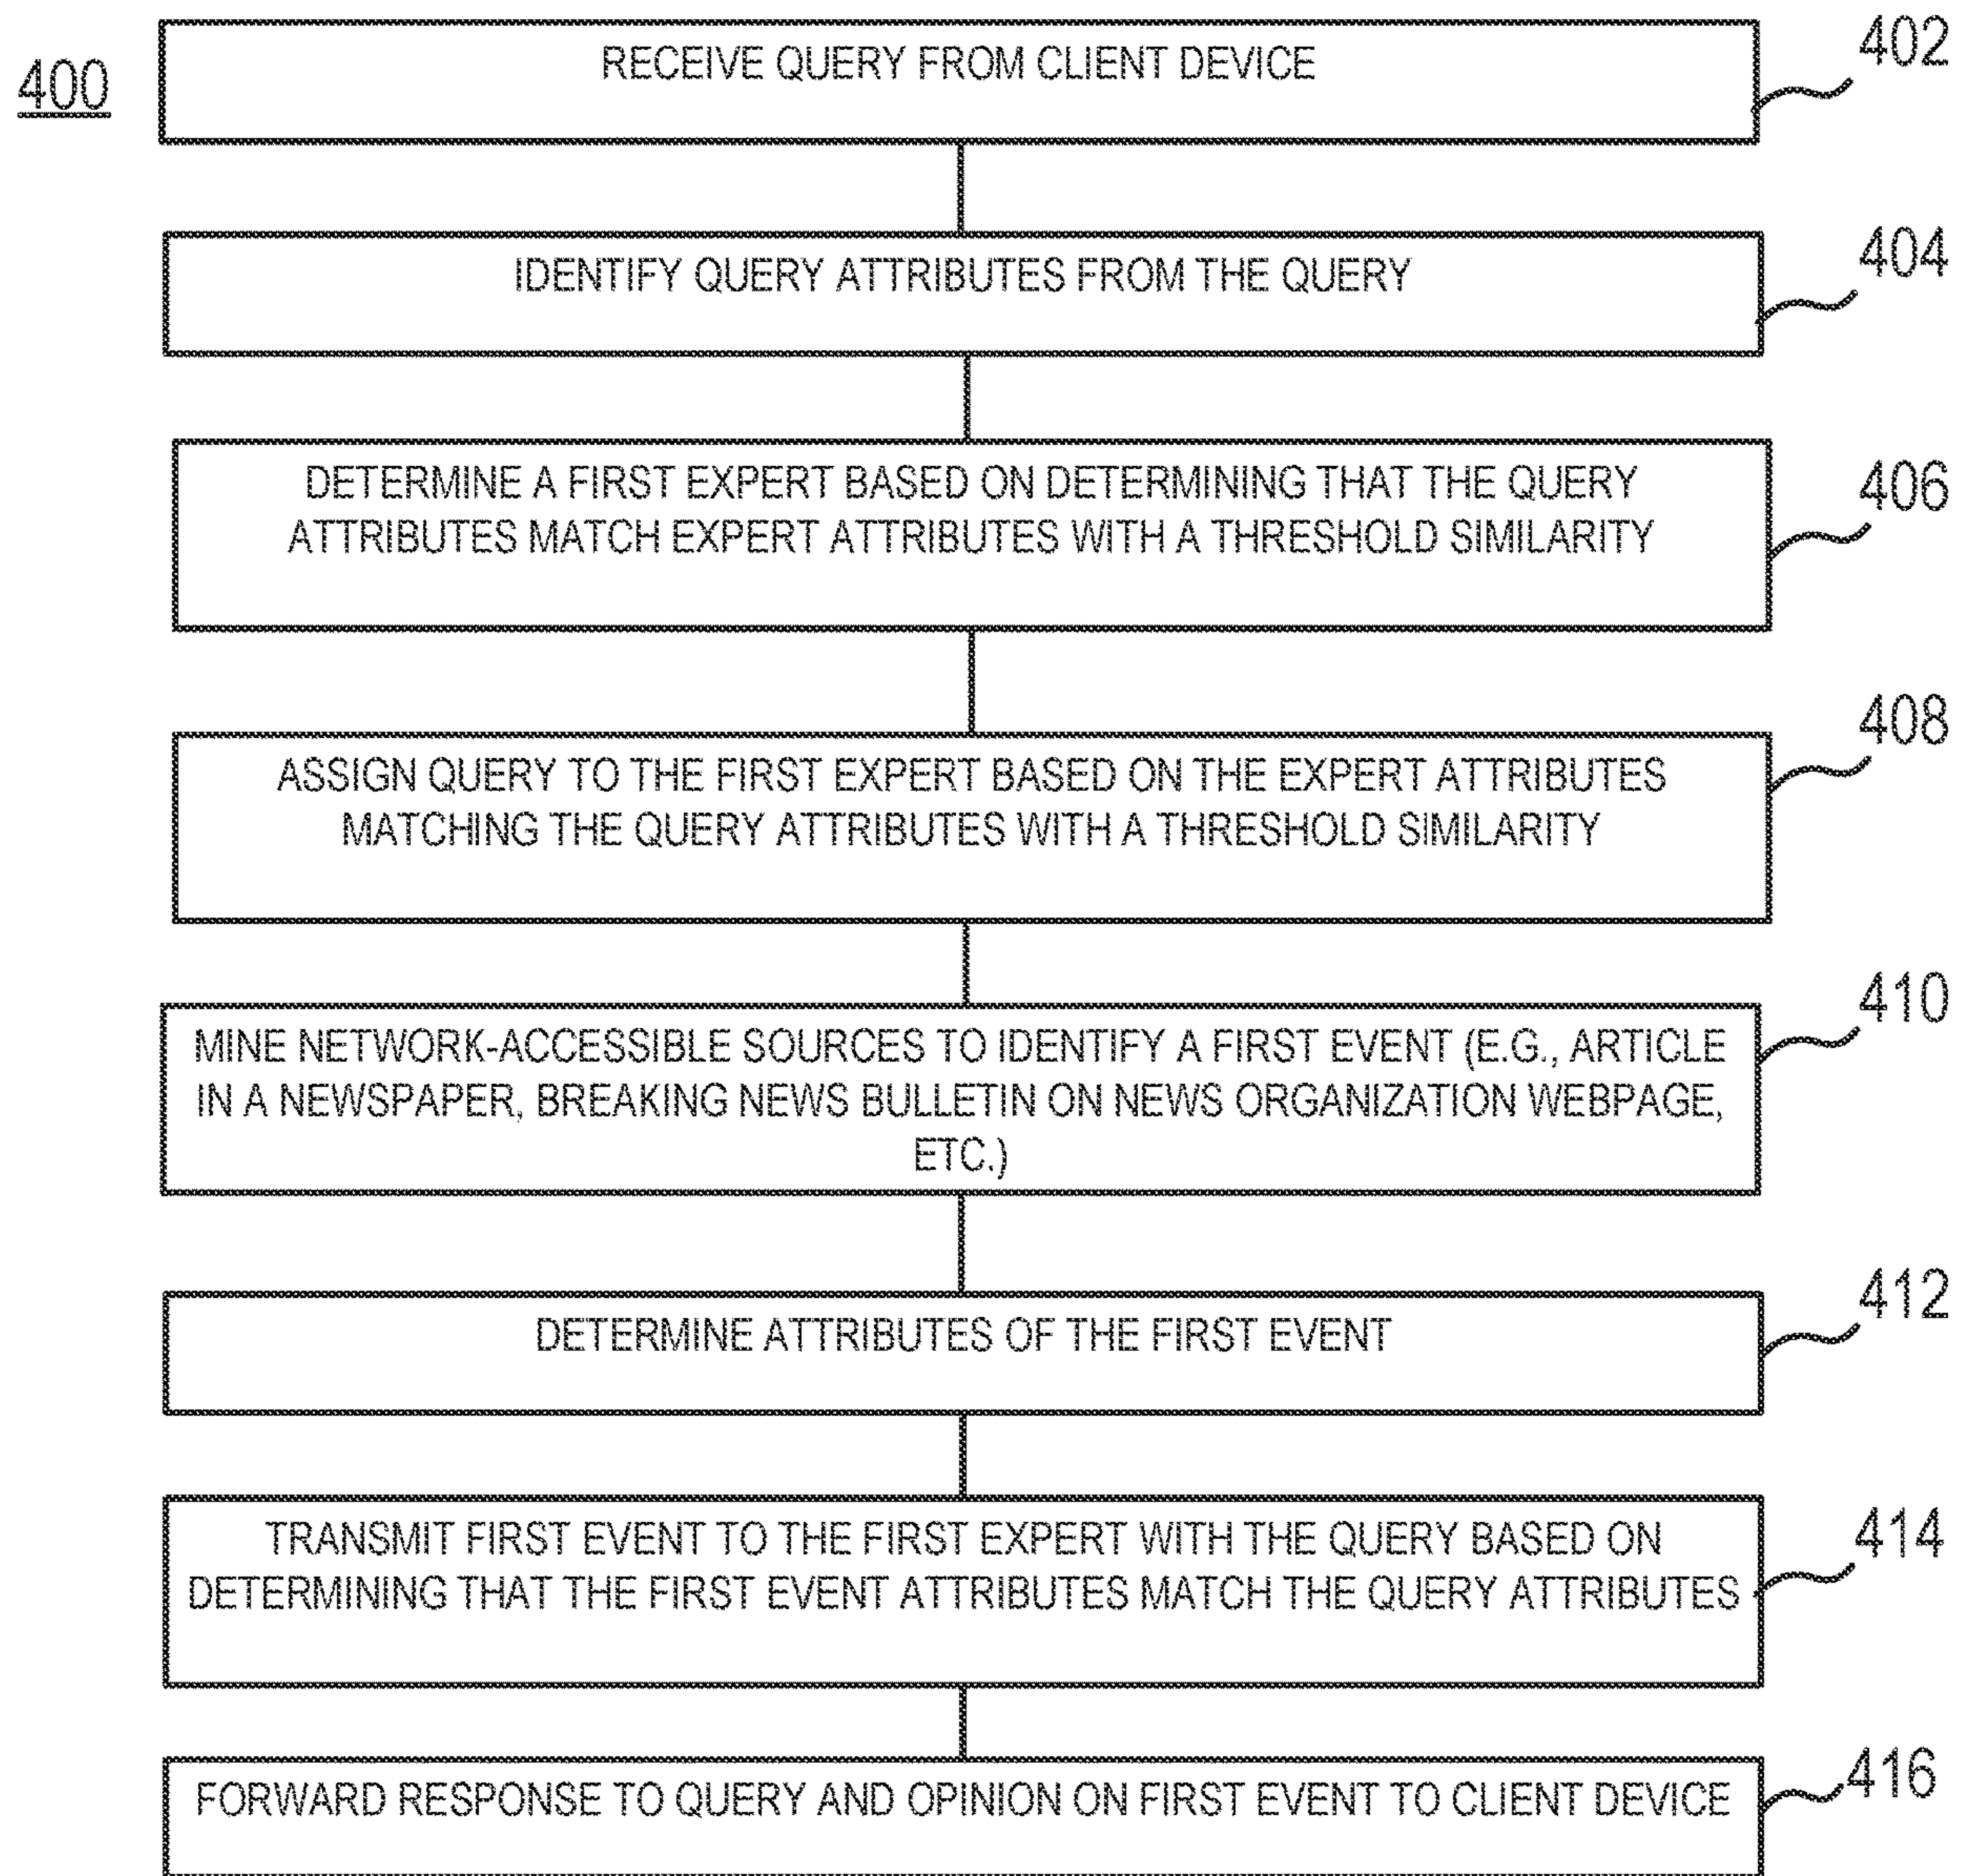 400
RECEIVE QUERY FROM CLIENT DEVICE
402
IDENTIFY QUERY ATTRIBUTES FROM THE QUERY
404
DETERMINE A FIRST EXPERT BASED ON DETERMINING THAT THE QUERY
ATTRIBUTES MATCH EXPERT ATTRIBUTES WITH A THRESHOLD SIMILARITY
406
ASSIGN QUERY TO THE FIRST EXPERT BASED ON THE EXPERT ATTRIBUTES
MATCHING THE QUERY ATTRIBUTES WITH A THRESHOLD SIMILARITY
408
MINE NETWORK-ACCESSIBLE SOURCES TO IDENTIFY A FIRST EVENT (E.G., ARTICLE
IN A NEWSPAPER, BREAKING NEWS BULLETIN ON NEWS ORGANIZATION WEBPAGE,
ETC.)
410
DETERMINE ATTRIBUTES OF THE FIRST EVENT
412
TRANSMIT FIRST EVENT TO THE FIRST EXPERT WITH THE QUERY BASED ON
DETERMINING THAT THE FIRST EVENT ATTRIBUTES MATCH THE QUERY ATTRIBUTES
414
FORWARD RESPONSE TO QUERY AND OPINION ON FIRST EVENT TO CLIENT DEVICE
416